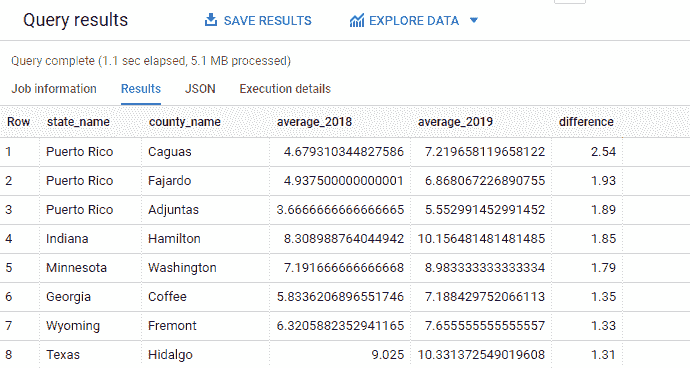 Query results SAVE RESULTS EXPLORE DATA
Query complete (1.1 sec elapsed, 5.1 MB processed)
Job information Results JSON Execution details
Row state_name county_name average_2018 average_2019 difference
1 Puerto Rico Caguas 4.679310344827586 7.219658119658122 2.54
2 Puerto Rico Fajardo 4.937500000000001 6.868067226890755 1.93
3 Puerto Rico Adjuntas 3.6666666666666665 5.552991452991452 1.89
4 Indiana Hamilton 8.308988764044942 10.156481481481485 1.85
5 Minnesota Washington 7.191666666666668 8.983333333333334 1.79
6 Georgia Coffee 5.8336206896551746 7.188429752066113 1.35
7 Wyoming Fremont 6.3205882352941165 7.655555555555557 1.33
8 Texas Hidalgo 9.025 10.331372549019608 1.31